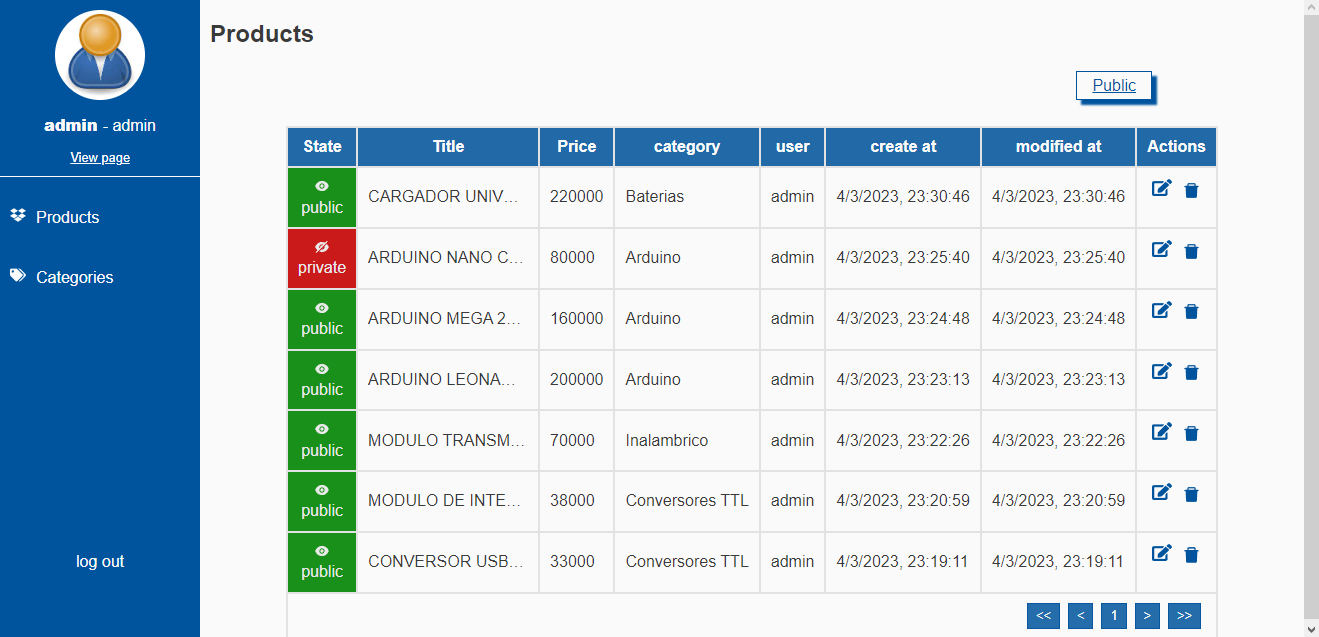 Products
admin - admin
View page
Products
Categories
log out
Public
State Title Price category user create at modified at Actions
public CARGADOR UNIV... 220000 Baterias admin 4/3/2023, 23:30:46 4/3/2023, 23:30:46
private ARDUINO NANO C... 80000 Arduino admin 4/3/2023, 23:25:40 4/3/2023, 23:25:40
public ARDUINO MEGA 2... 160000 Arduino admin 4/3/2023, 23:24:48 4/3/2023, 23:24:48
public ARDUINO LEONA... 200000 Arduino admin 4/3/2023, 23:23:13 4/3/2023, 23:23:13
public MODULO TRANSM... 70000 Inalambrico admin 4/3/2023, 23:22:26 4/3/2023, 23:22:26
public MODULO DE INTE... 38000 Conversores TTL admin 4/3/2023, 23:20:59 4/3/2023, 23:20:59
public CONVERSOR USB... 33000 Conversores TTL admin 4/3/2023, 23:19:11 4/3/2023, 23:19:11
<< < 1 > >>